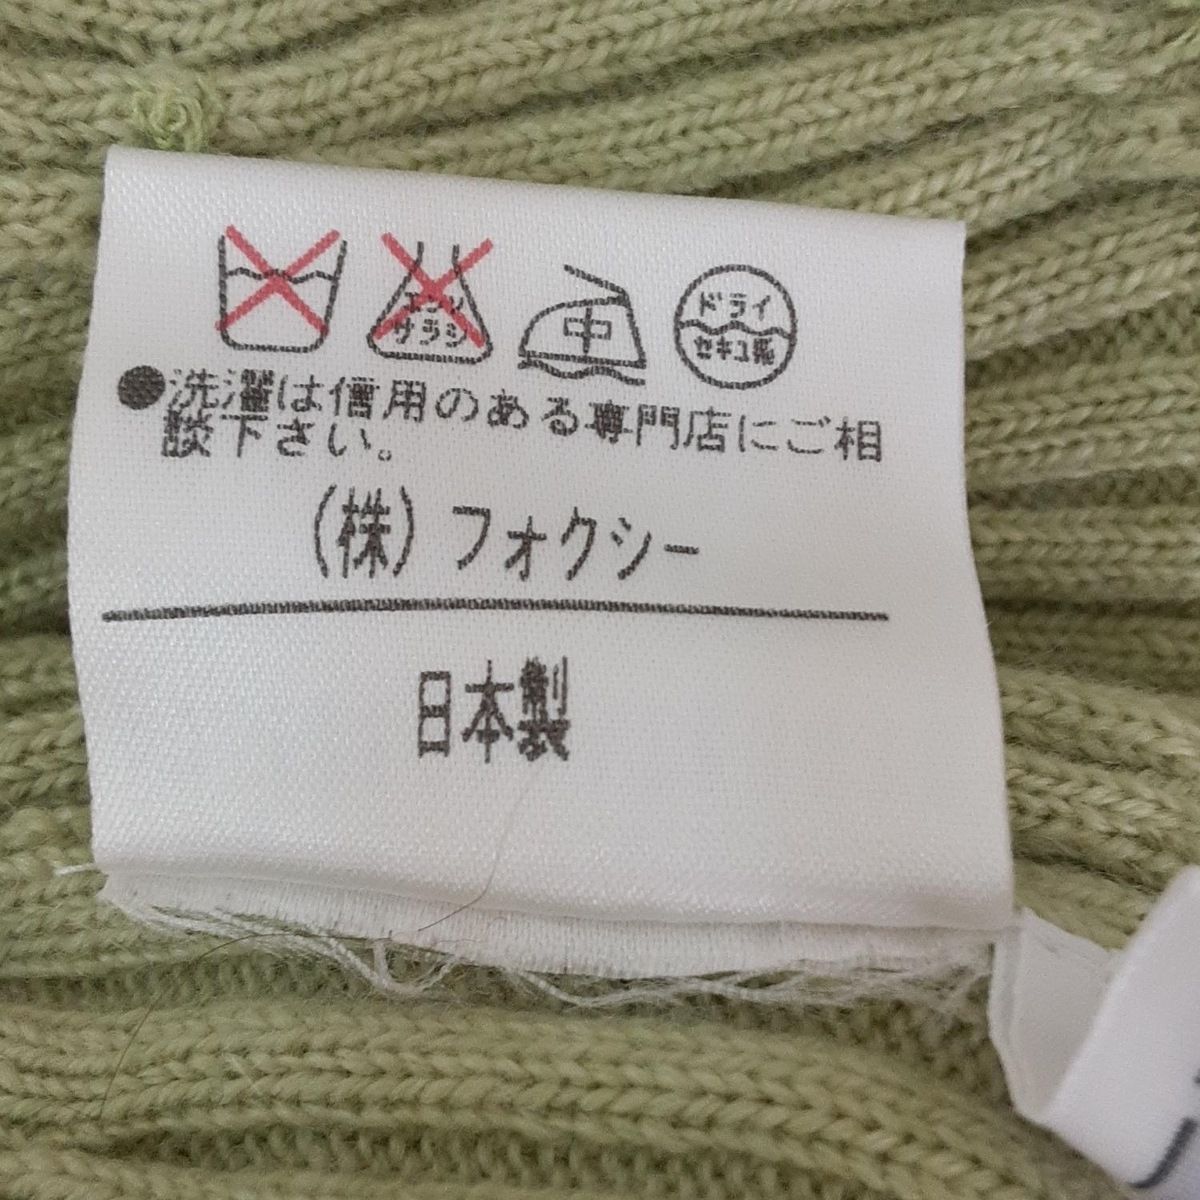 エンソ
サラシ
中
ドライ
セキユ系
●洗濯は信用のある専門店にご相
談下さい。
(株)フォクシー
日本製